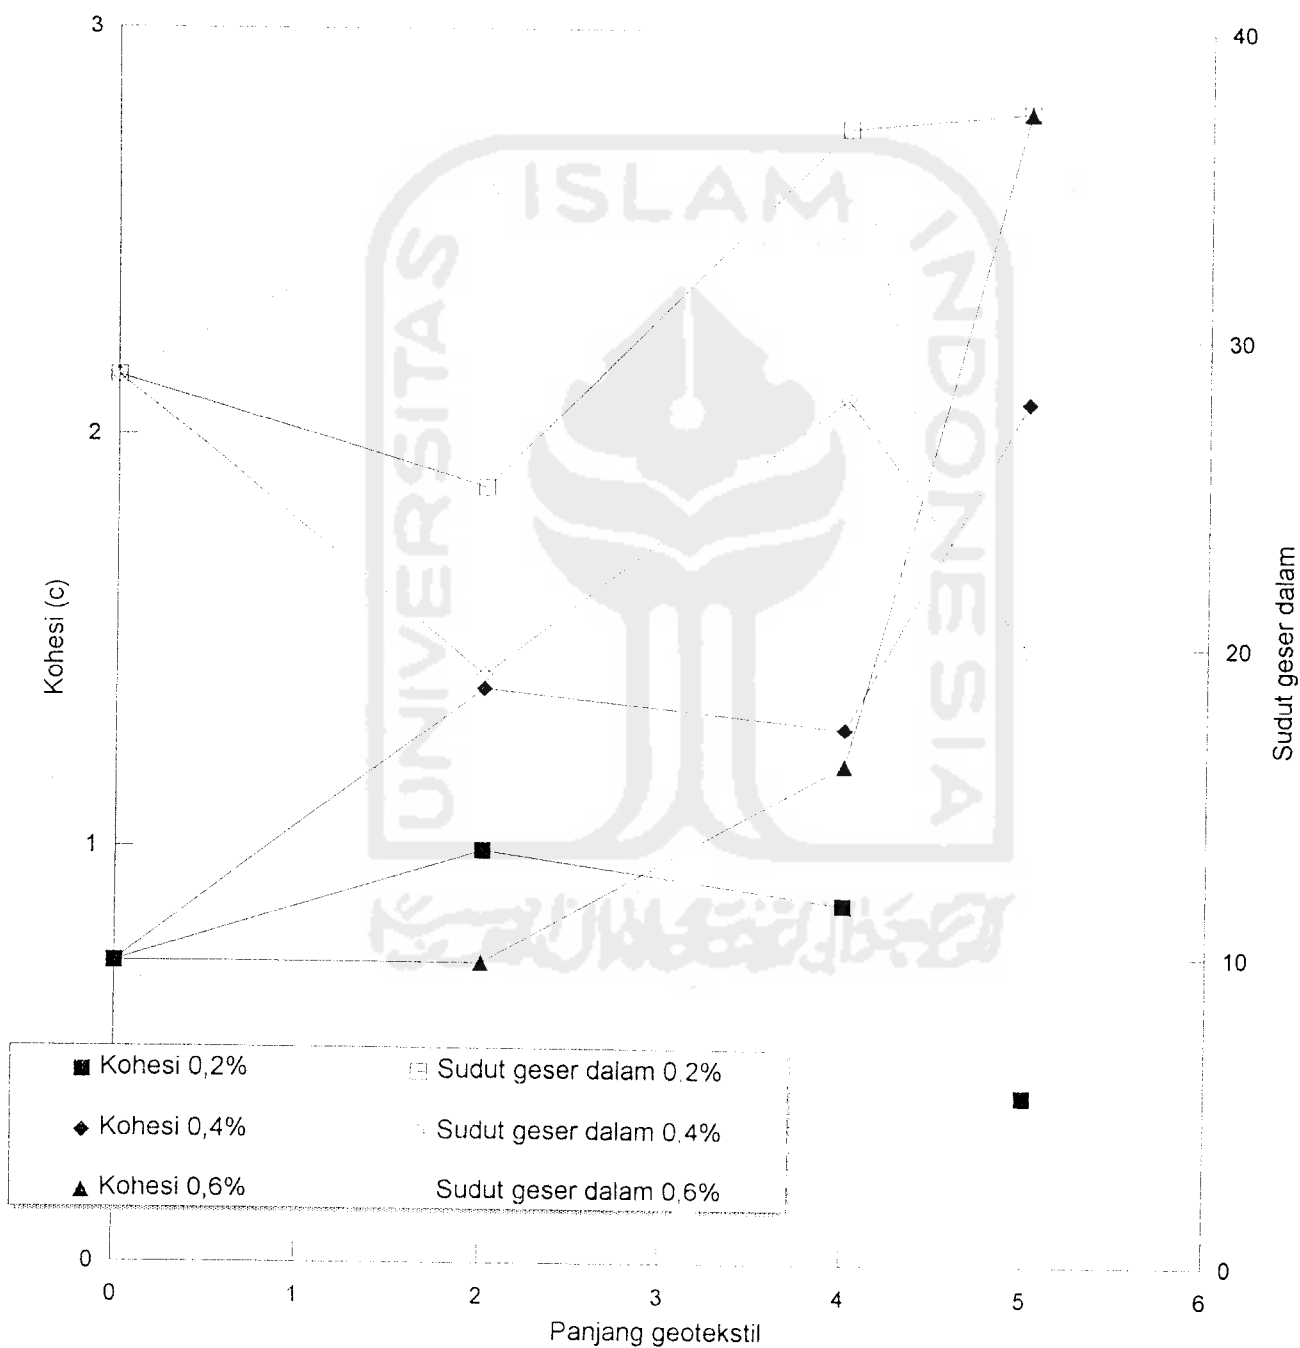 3
2
1
0
Kohesi (c)
40
30
20
10
0
Sudut geser dalam
ISLAM
UNIVERSITAS
INDONESIA
Kohesi 0,2%
Sudut geser dalam 0,2%
Kohesi 0,4%
Sudut geser dalam 0,4%
Kohesi 0,6%
Sudut geser dalam 0,6%
0 1 2 3 4 5 6
Panjang geotekstil